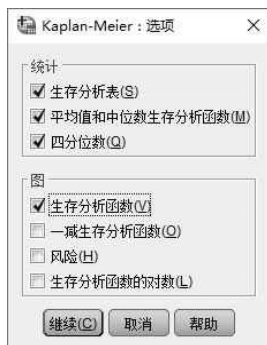 Kaplan-Meier：选项
统计
生存分析表(S)
平均值和中位数生存分析函数(M)
四分位数(Q)
图
生存分析函数(V)
一减生存分析函数(O)
风险(H)
生存分析函数的对数(L)
继续(C) 取消 帮助